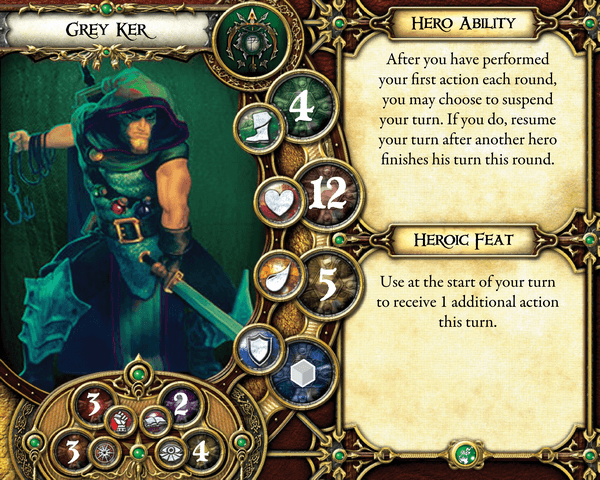 Grey Ker
4
12
5
3
2
3
4
Hero Ability
After you have performed
your first action each round,
you may choose to suspend
your turn. If you do, resume
your turn after another hero
finishes his turn this round.
Heroic Feat
Use at the start of your turn
to receive 1 additional action
this turn.